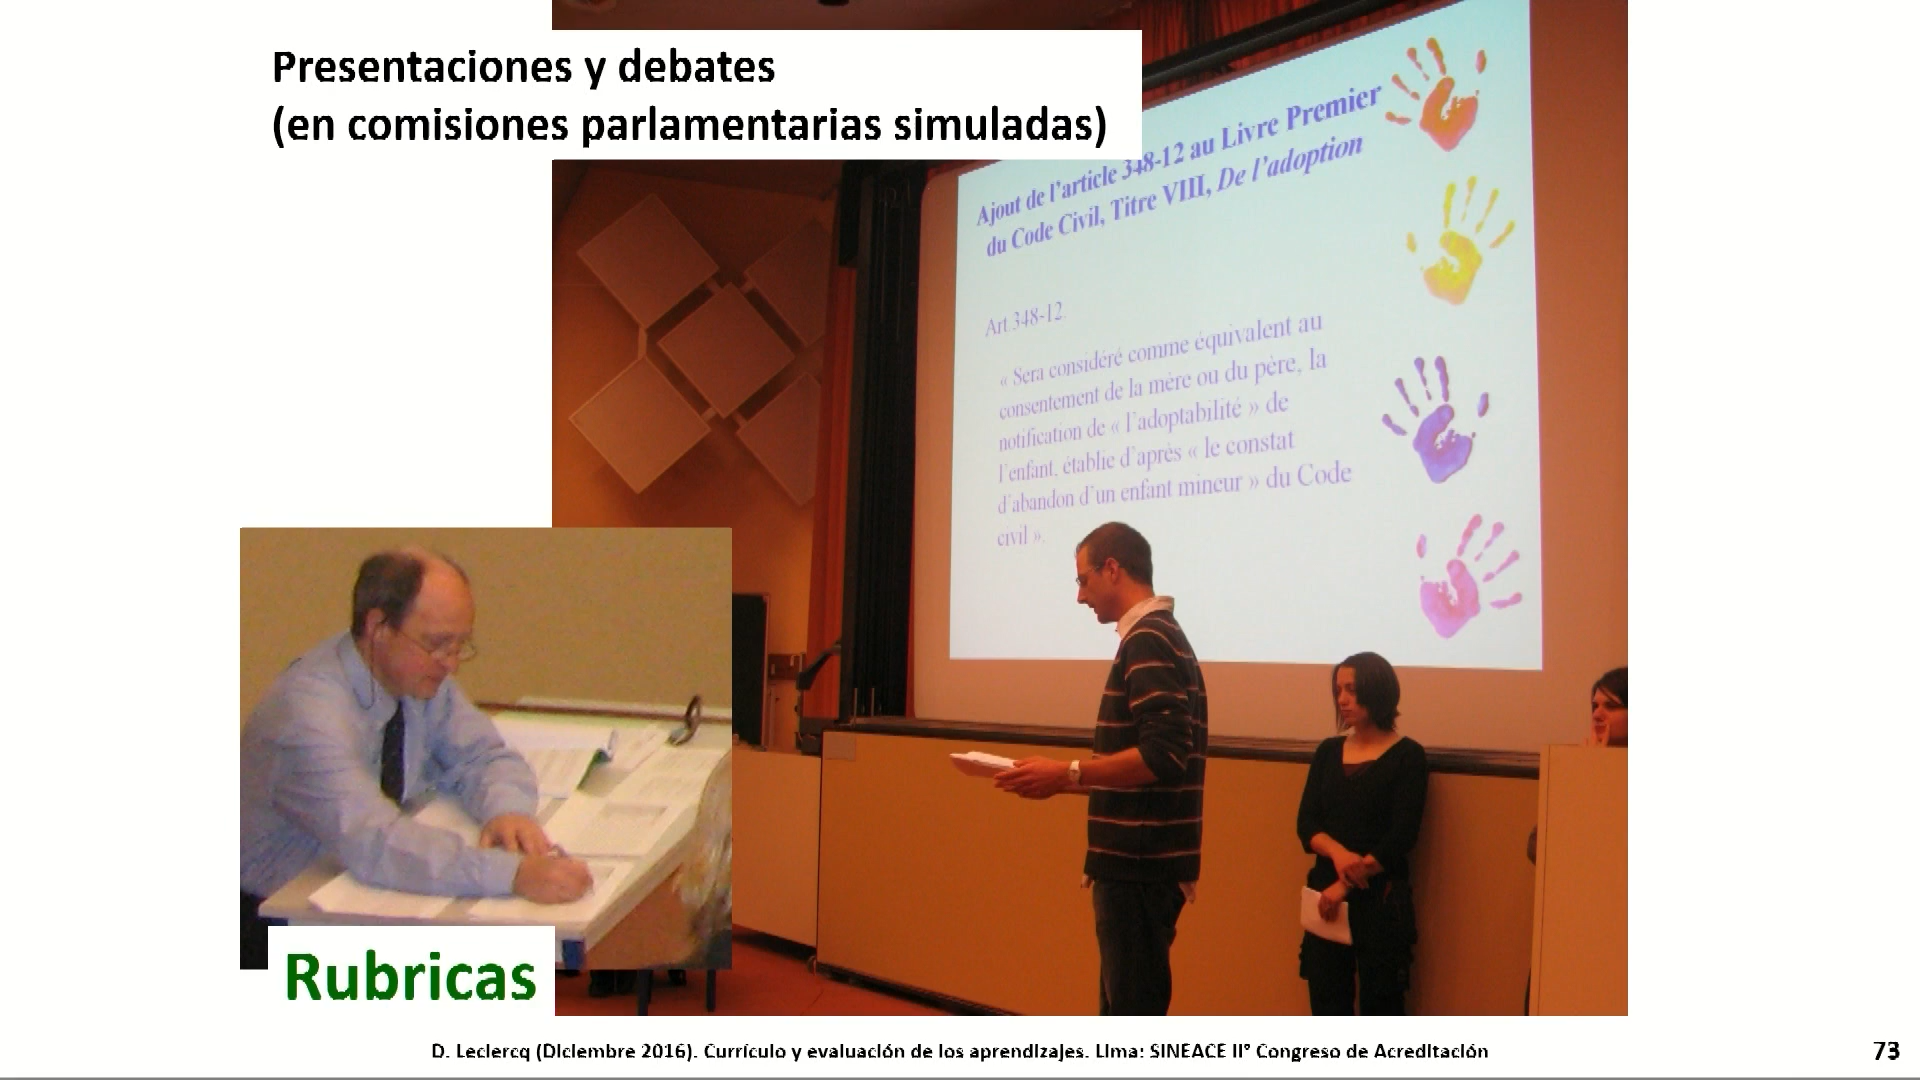 Presentaciones y debates
(en comisiones parlamentarias simuladas)
Ajout de l'article 348-12 au Livre Premier
du Code Civil, Titre VIII, De l'adoption
Art.348-12.
« Sera considéré comme équivalent au
consentement de la mère ou du père, la
notification de « l'adoptabilité » de
l'enfant, établie d'après « le constat
d'abandon d'un enfant mineur » du Code
civil ».
Rubricas
D. Leclercq (Diciembre 2016). Currículo y evaluación de los aprendizajes. Lima: SINEACE II° Congreso de Acreditación
73